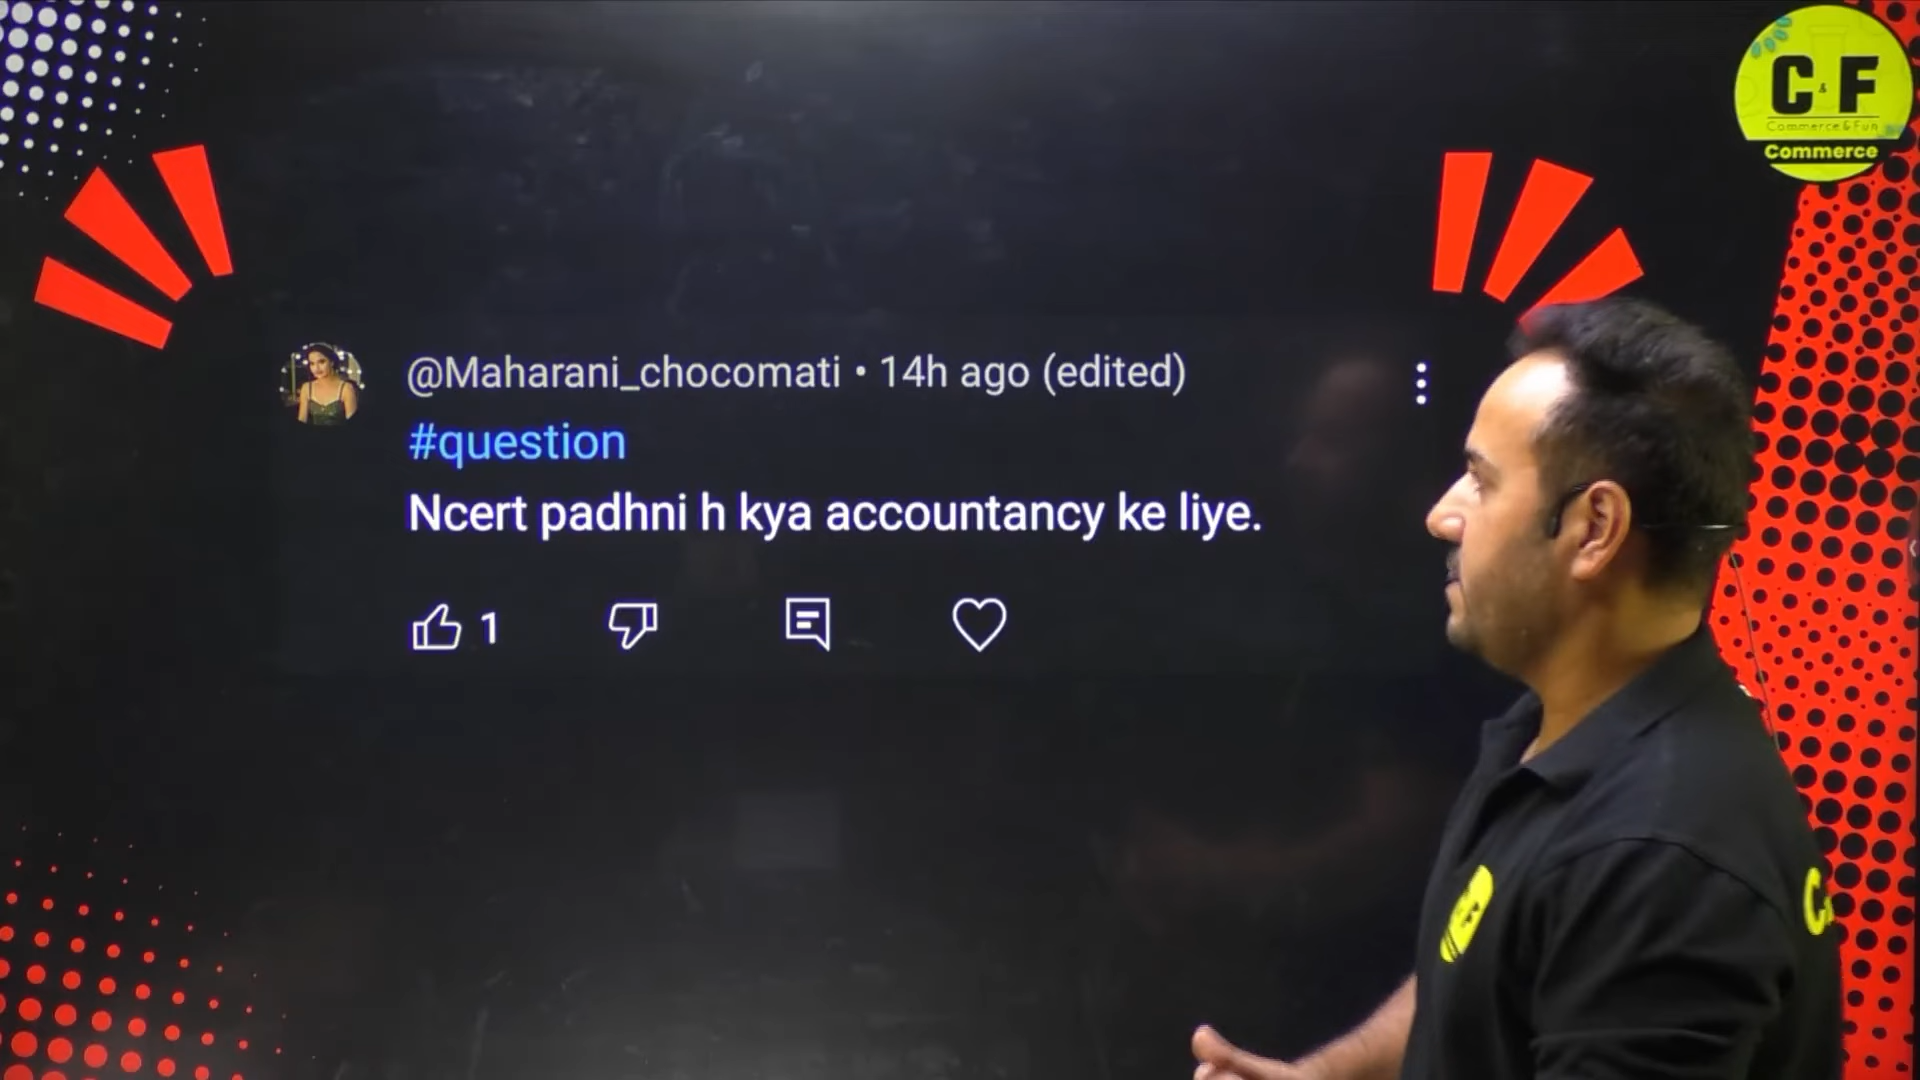 C & F
Commerce & Fun
Commerce
@Maharani_chocomati • 14h ago (edited)
#question
Ncert padhni h kya accountancy ke liye.
1